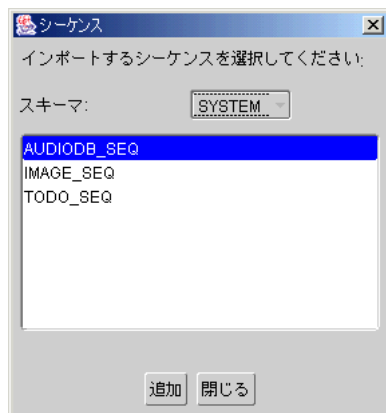 シーケンス
インポートするシーケンスを選択してください:
スキーマ: SYSTEM
AUDIODB_SEQ
IMAGE_SEQ
TODO_SEQ
追加 閉じる